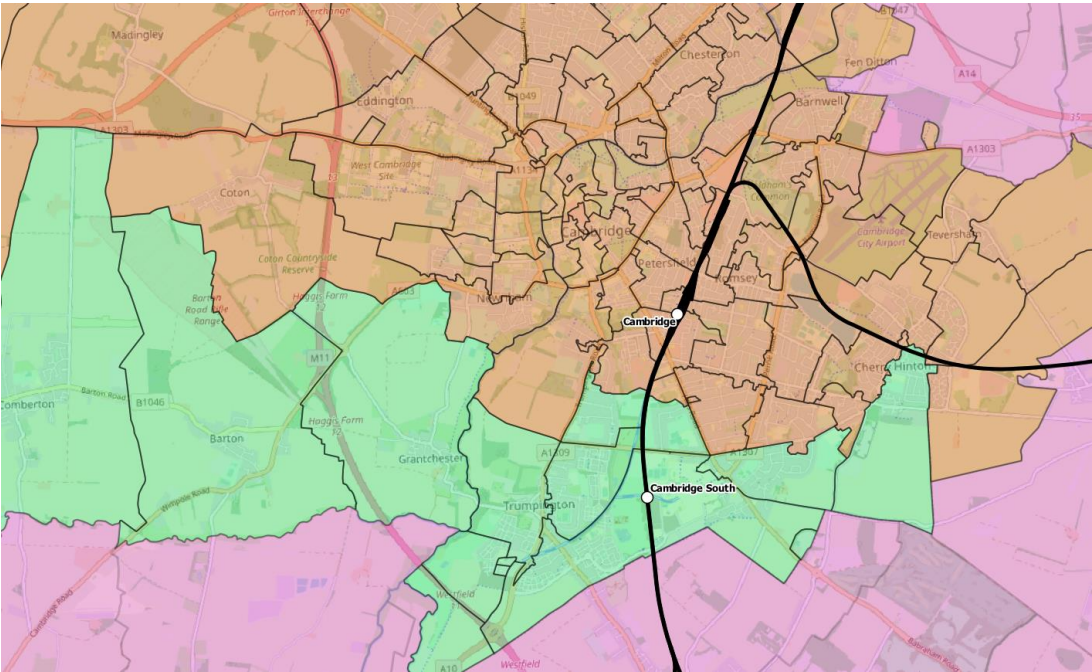 Girton Interchange
Madingley
B1047
Chesterton
Milton Road
Fen Ditton
A14
Eddington
B1049
Barnwell
A1303
A1303
West Cambridge
Site
A1134
Coton
Cambridge
Cambridge
City Airport
Teversham
Coton Countryside
Reserve
Petersfield
Romsey
Barton
Road Rifle
Range
Haggis Farm
A603
Newnham
Cambridge
M11
Cherry Hinton
Comberton
Barton Road
B1046
Haggis Farm
Barton
Grantchester
A1309
A1307
Wimpole Road
Cambridge South
Trumpington
Cambridge Road
Westfield
Babraham Road
A10
Westfield